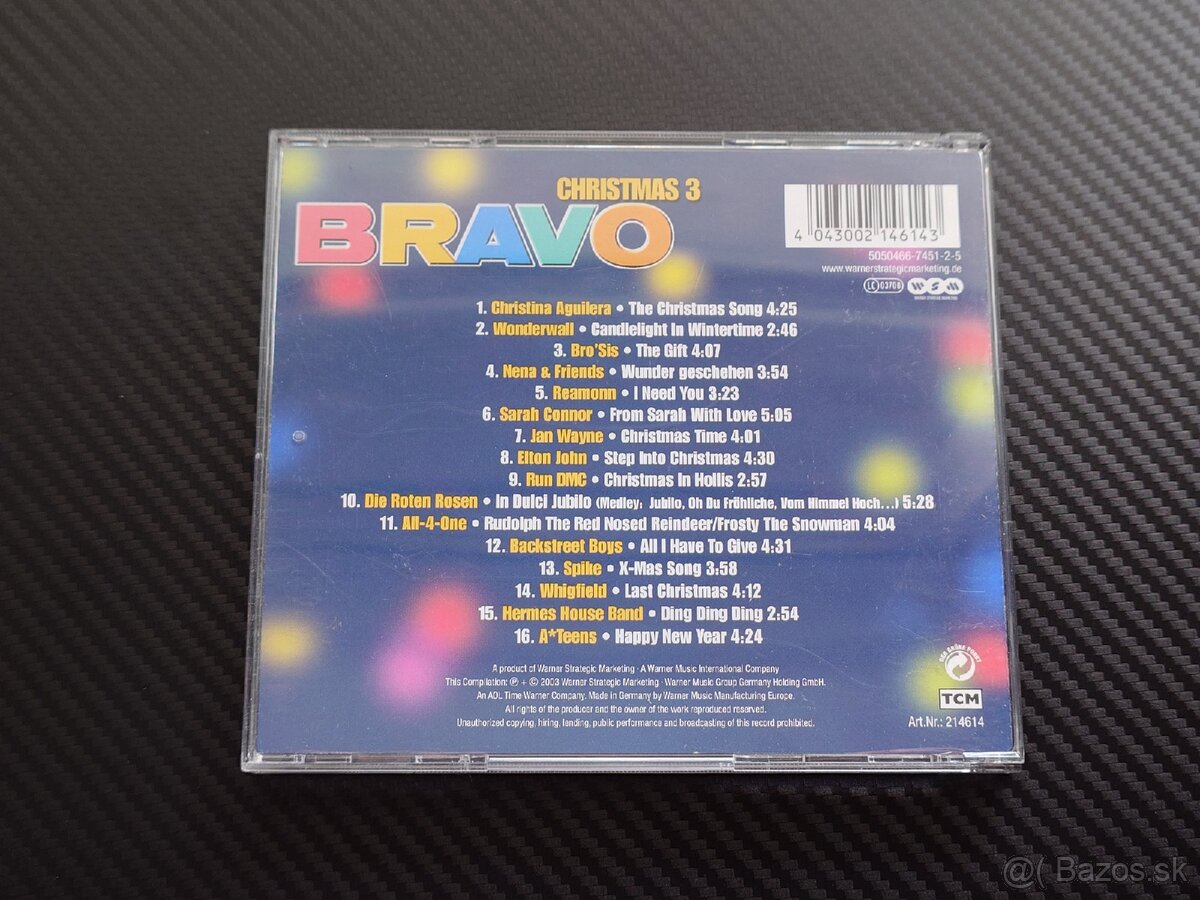 CHRISTMAS 3
BRAVO
4 043002 146143
5050466-7451-2-5
www.warnerstrategicmarketing.de
LC 03706 WSM
1. Christina Aguilera • The Christmas Song 4:25
2. Wonderwall • Candlelight In Wintertime 2:46
3. Bro'Sis • The Gift 4:07
4. Nena & Friends • Wunder geschehen 3:54
5. Reamonn • I Need You 3:23
6. Sarah Connor • From Sarah With Love 5:05
7. Jan Wayne • Christmas Time 4:01
8. Elton John • Step Into Christmas 4:30
9. Run DMC • Christmas In Hollis 2:57
10. Die Roten Rosen • In Dulci Jubilo (Medley: Jubilo, Oh Du Fröhliche, Vom Himmel Hoch...) 5:28
11. All-4-One • Rudolph The Red Nosed Reindeer/Frosty The Snowman 4:04
12. Backstreet Boys • All I Have To Give 4:31
13. Spike • X-Mas Song 3:58
14. Whigfield • Last Christmas 4:12
15. Hermes House Band • Ding Ding Ding 2:54
16. A*Teens • Happy New Year 4:24
A product of Warner Strategic Marketing · A Warner Music International Company
This Compilation: ℗ + © 2003 Warner Strategic Marketing · Warner Music Group Germany Holding GmbH.
An AOL Time Warner Company. Made in Germany by Warner Music Manufacturing Europe.
All rights of the producer and the owner of the work reproduced reserved.
Unauthorized copying, hiring, lending, public performance and broadcasting of this record prohibited.
DER GRÜNE PUNKT
TCM
Art.Nr.: 214614
@( Bazos.sk